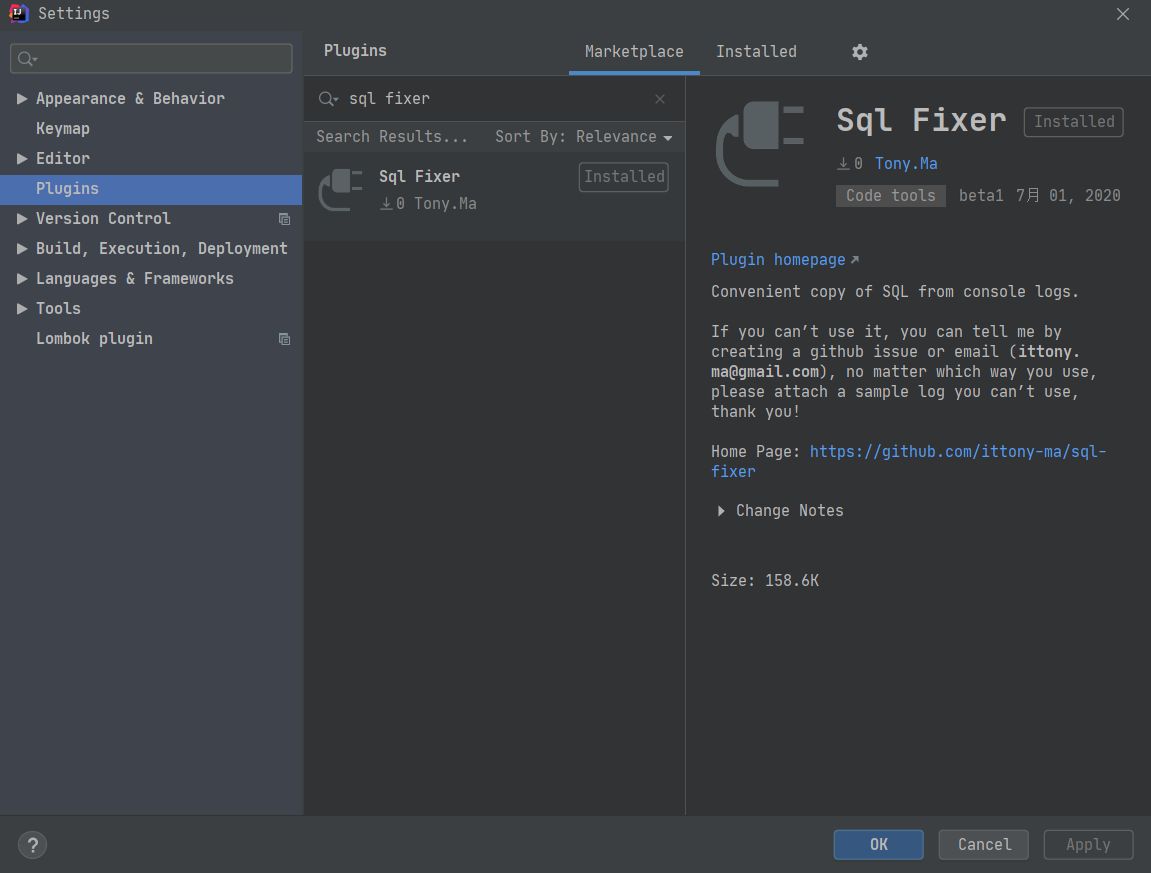 Settings
Appearance & Behavior
Keymap
Editor
Plugins
Version Control
Build, Execution, Deployment
Languages & Frameworks
Tools
Lombok plugin
Plugins
Marketplace
Installed
sql fixer
Search Results...
Sort By: Relevance
Sql Fixer
Installed
0 Tony.Ma
Sql Fixer
Installed
0 Tony.Ma
Code tools
beta1
7月 01, 2020
Plugin homepage
Convenient copy of SQL from console logs.
If you can't use it, you can tell me by
creating a github issue or email (ittony.
ma@gmail.com), no matter which way you use,
please attach a sample log you can't use,
thank you!
Home Page: https://github.com/ittony-ma/sql-
fixer
Change Notes
Size: 158.6K
?
OK
Cancel
Apply